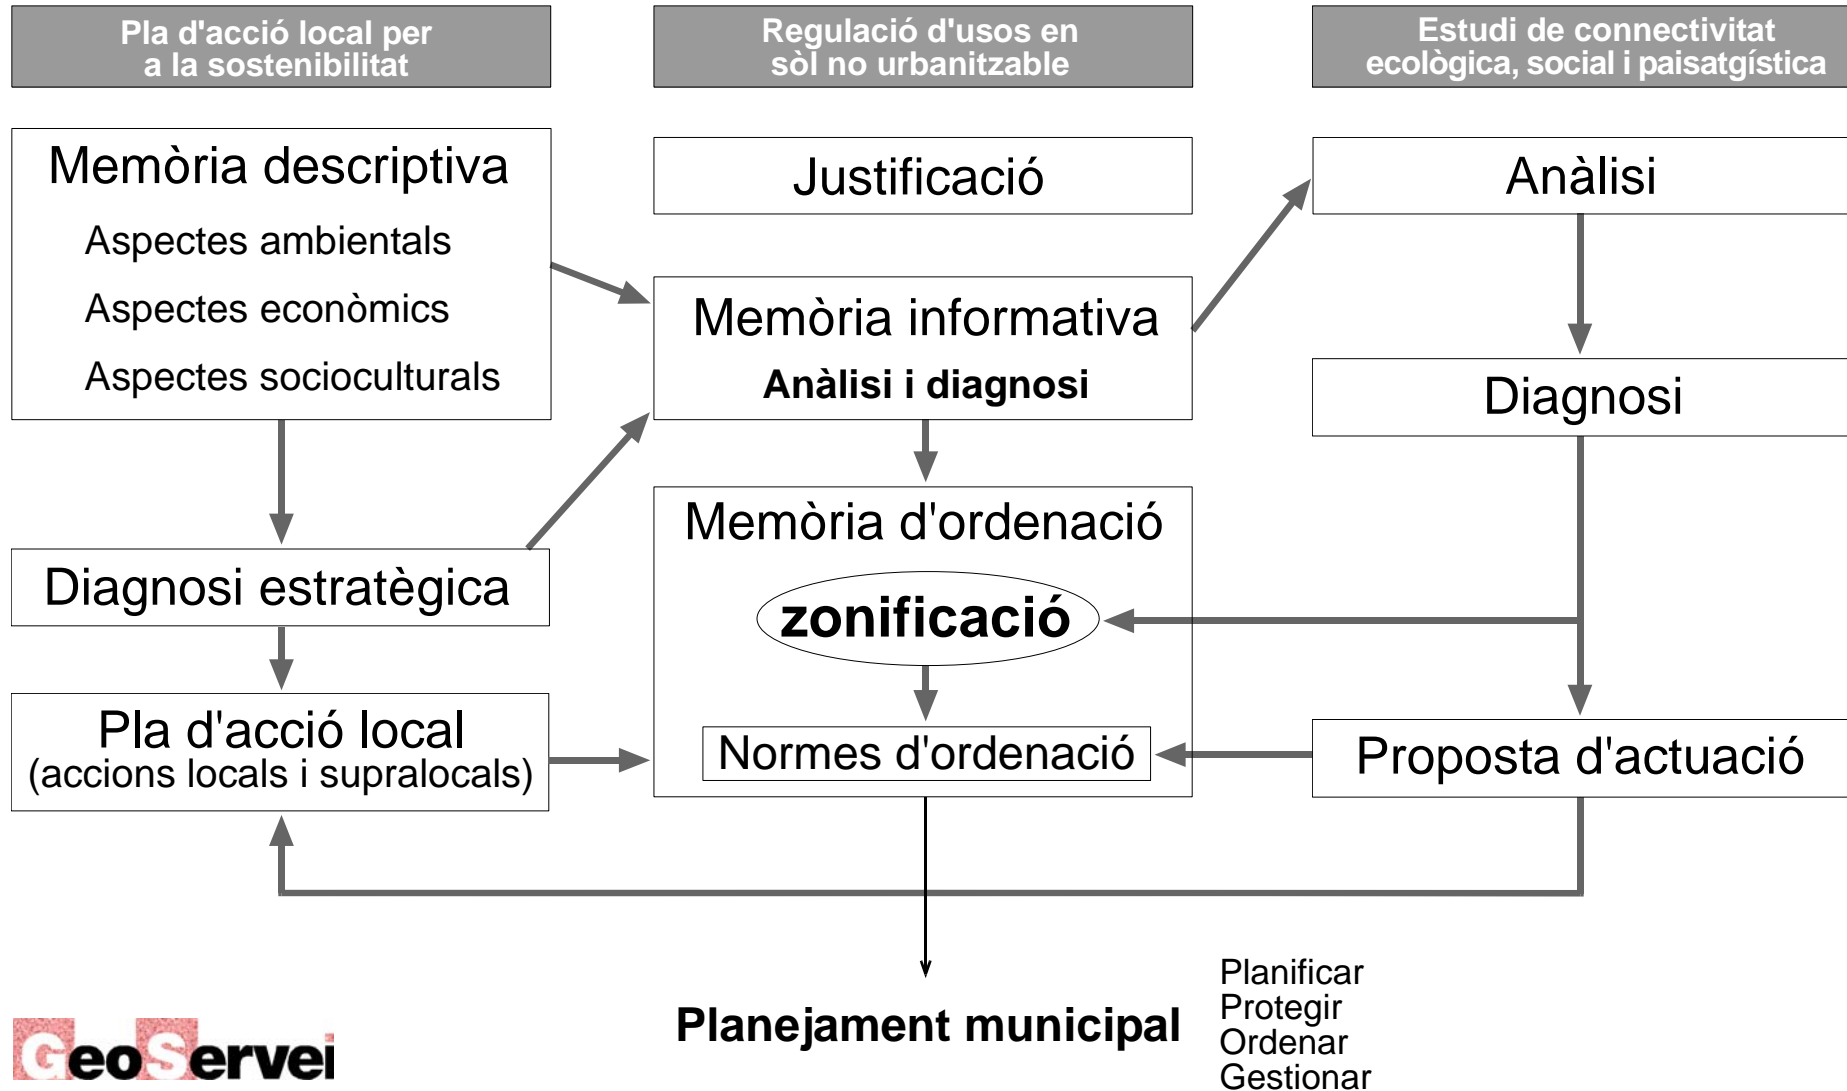 Pla d'acció local per
a la sostenibilitat
Regulació d'usos en
sòl no urbanitzable
Estudi de connectivitat
ecològica, social i paisatgística
Memòria descriptiva
Aspectes ambientals
Aspectes econòmics
Aspectes socioculturals
Diagnosi estratègica
Pla d'acció local
(accions locals i supralocals)
Justificació
Memòria informativa
Anàlisi i diagnosi
Memòria d'ordenació
zonificació
Normes d'ordenació
Anàlisi
Diagnosi
Proposta d'actuació
Planejament municipal
Planificar
Protegir
Ordenar
Gestionar
GeoServei